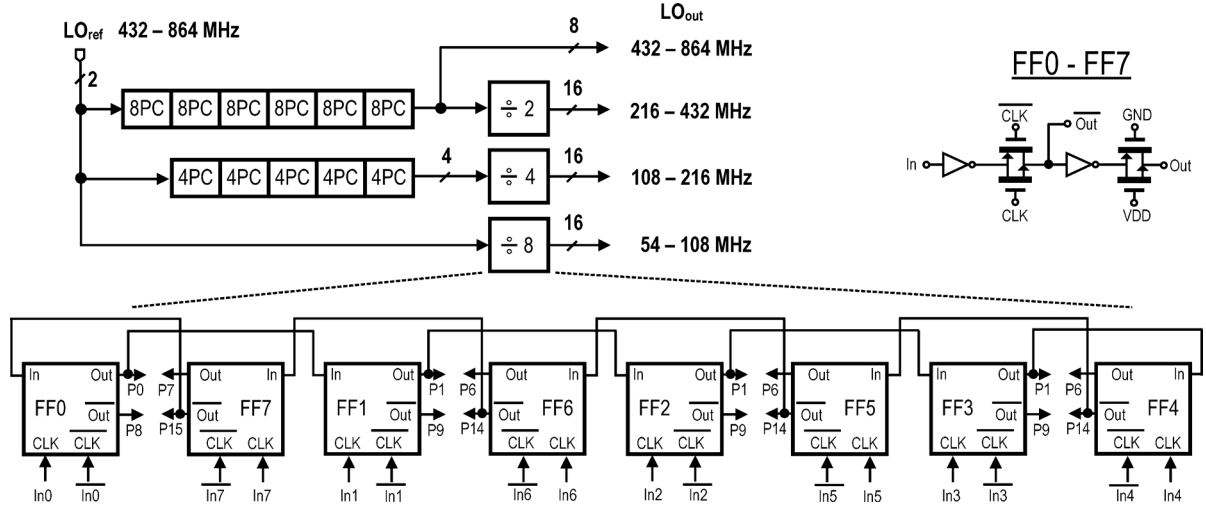 LOref 432 – 864 MHz
LOout
2
8
432 – 864 MHz
8PC 8PC 8PC 8PC 8PC 8PC
÷ 2
16
216 – 432 MHz
4PC 4PC 4PC 4PC 4PC
4
÷ 4
16
108 – 216 MHz
÷ 8
16
54 – 108 MHz
FF0 - FF7
CLK
Out
GND
In
Out
CLK
VDD
In Out P0 P7 Out In
FF0 Out P8 P15 Out FF7
CLK CLK CLK CLK
In0 In0 In7 In7
In Out P1 P6 Out In
FF1 Out P9 P14 Out FF6
CLK CLK CLK CLK
In1 In1 In6 In6
In Out P1 P6 Out In
FF2 Out P9 P14 Out FF5
CLK CLK CLK CLK
In2 In2 In5 In5
In Out P1 P6 Out In
FF3 Out P9 P14 Out FF4
CLK CLK CLK CLK
In3 In3 In4 In4